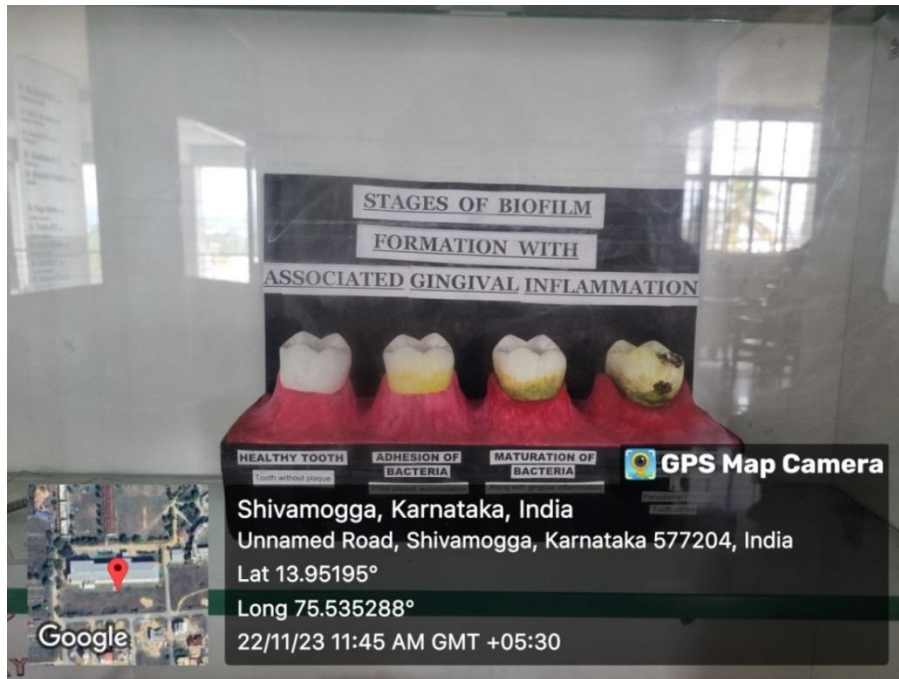 STAGES OF BIOFILM
FORMATION WITH
ASSOCIATED GINGIVAL INFLAMMATION
HEALTHY TOOTH
Tooth without plaque
ADHESION OF
BACTERIA
MATURATION OF
BACTERIA
GPS Map Camera
Shivamogga, Karnataka, India
Unnamed Road, Shivamogga, Karnataka 577204, India
Lat 13.95195°
Long 75.535288°
22/11/23 11:45 AM GMT +05:30
Google